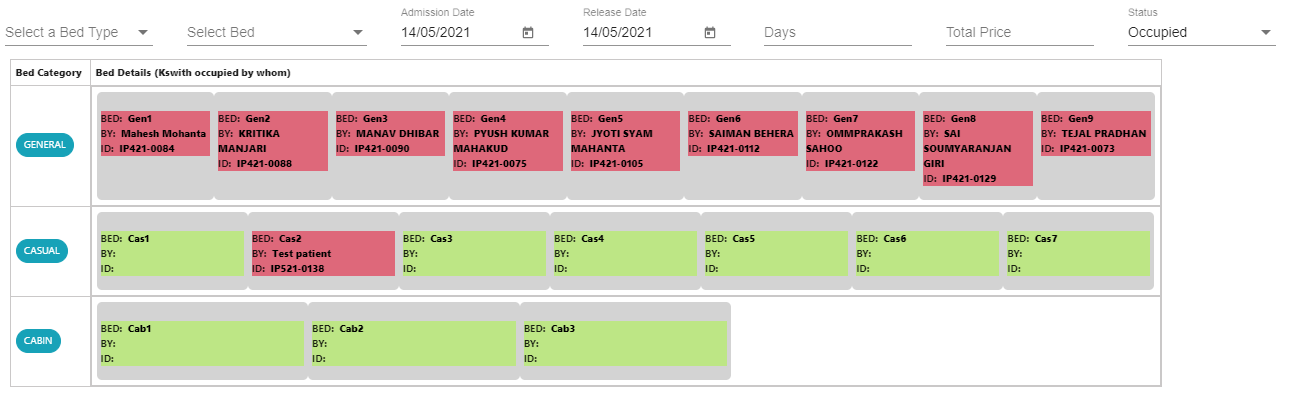 Admission Date Release Date Status
Select a Bed Type Select Bed 14/05/2021 14/05/2021 Days Total Price Occupied
Bed Category Bed Details (Kswith occupied by whom)
GENERAL
BED: Gen1
BY: Mahesh Mohanta
ID: IP421-0084
BED: Gen2
BY: KRITIKA
MANJARI
ID: IP421-0088
BED: Gen3
BY: MANAV DHIBAR
ID: IP421-0090
BED: Gen4
BY: PYUSH KUMAR
MAHAKUD
ID: IP421-0075
BED: Gen5
BY: JYOTI SYAM
MAHANTA
ID: IP421-0105
BED: Gen6
BY: SAIMAN BEHERA
ID: IP421-0112
BED: Gen7
BY: OMMPRAKASH
SAHOO
ID: IP421-0122
BED: Gen8
BY: SAI
SOUMYARANJAN
GIRI
ID: IP421-0129
BED: Gen9
BY: TEJAL PRADHAN
ID: IP421-0073
CASUAL
BED: Cas1
BY:
ID:
BED: Cas2
BY: Test patient
ID: IP521-0138
BED: Cas3
BY:
ID:
BED: Cas4
BY:
ID:
BED: Cas5
BY:
ID:
BED: Cas6
BY:
ID:
BED: Cas7
BY:
ID:
CABIN
BED: Cab1
BY:
ID:
BED: Cab2
BY:
ID:
BED: Cab3
BY:
ID: